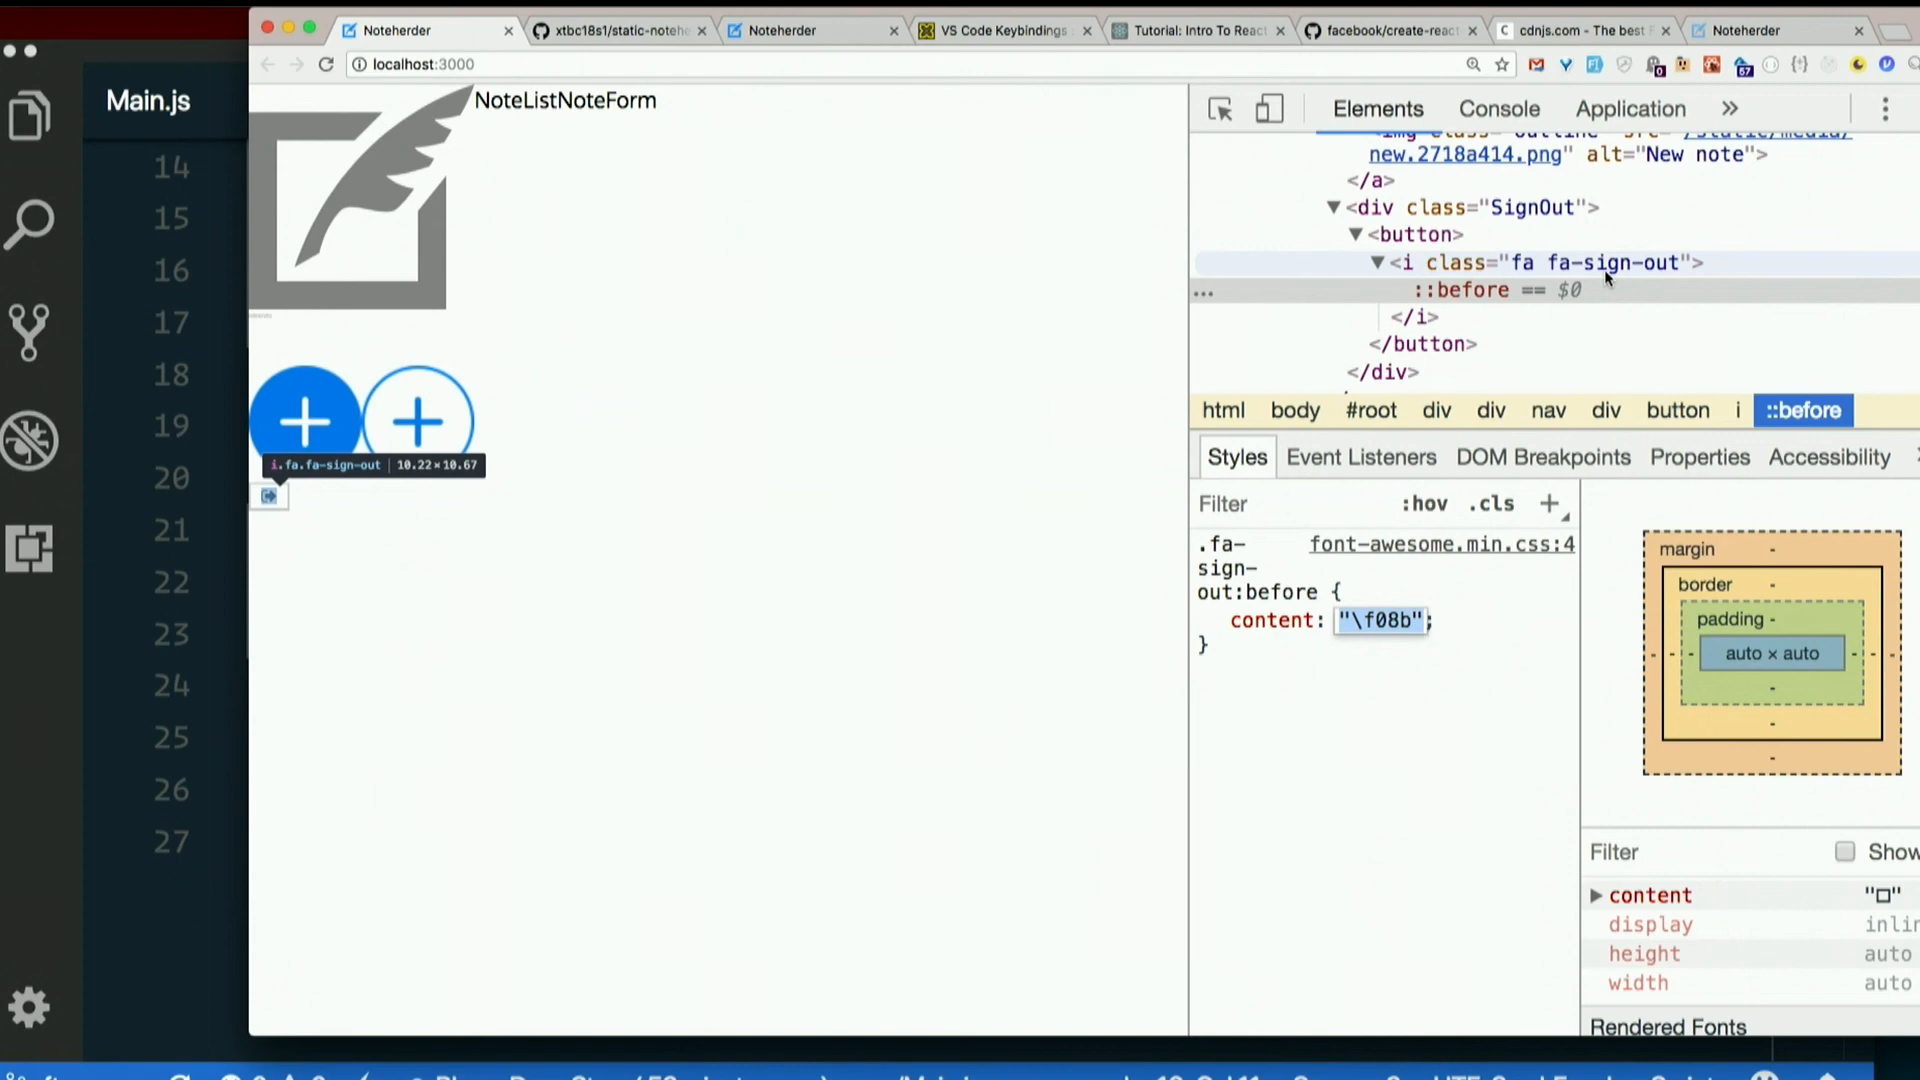 Noteherder
xtbc18s1/static-notehe
Noteherder
VS Code Keybindings
Tutorial: Intro To React
facebook/create-react
cdnjs.com - The best
Noteherder
localhost:3000
Main.js
14
15
16
17
18
19
20
21
22
23
24
25
26
27
NoteListNoteForm
i.fa.fa-sign-out | 10.22×10.67
Elements Console Application »
new.2718a414.png" alt="New note">
</a>
▼<div class="SignOut">
▼<button>
▼<i class="fa fa-sign-out">
... ::before == $0
</i>
</button>
</div>
html body #root div div nav div button i ::before
Styles Event Listeners DOM Breakpoints Properties Accessibility
Filter :hov .cls +
.fa-sign-out:before {
font-awesome.min.css:4
content: "\f08b";
}
margin -
border -
padding -
auto × auto
Filter Show
content "□"
display inlin
height auto
width auto
Rendered Fonts